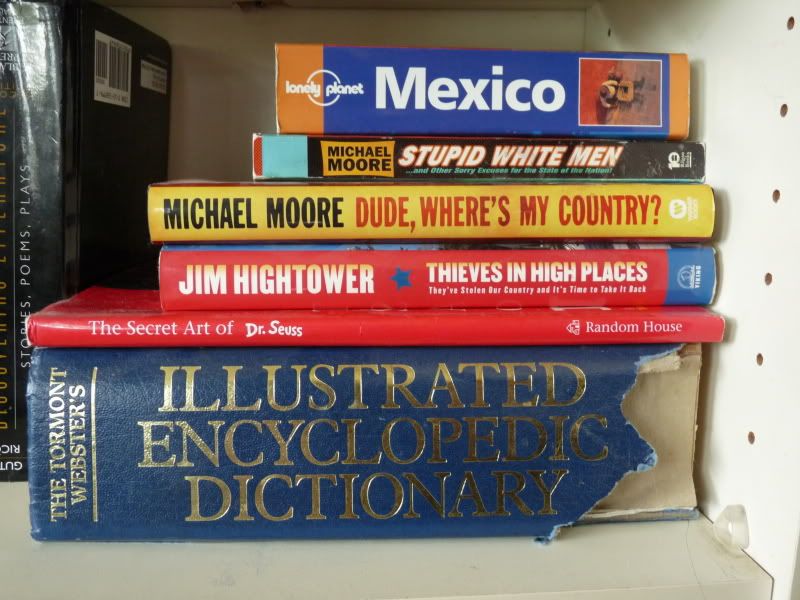 lonely planet Mexico
MICHAEL MOORE STUPID WHITE MEN
...and Other Sorry Excuses for the State of the Nation!
MICHAEL MOORE DUDE, WHERE'S MY COUNTRY?
JIM HIGHTOWER THIEVES IN HIGH PLACES
They've Stolen Our Country and It's Time to Take It Back
VIKING
The Secret Art of Dr. Seuss Random House
THE TORMONT WEBSTER'S
ILLUSTRATED
ENCYCLOPEDIC
DICTIONARY
STORIES, POEMS, PLAYS